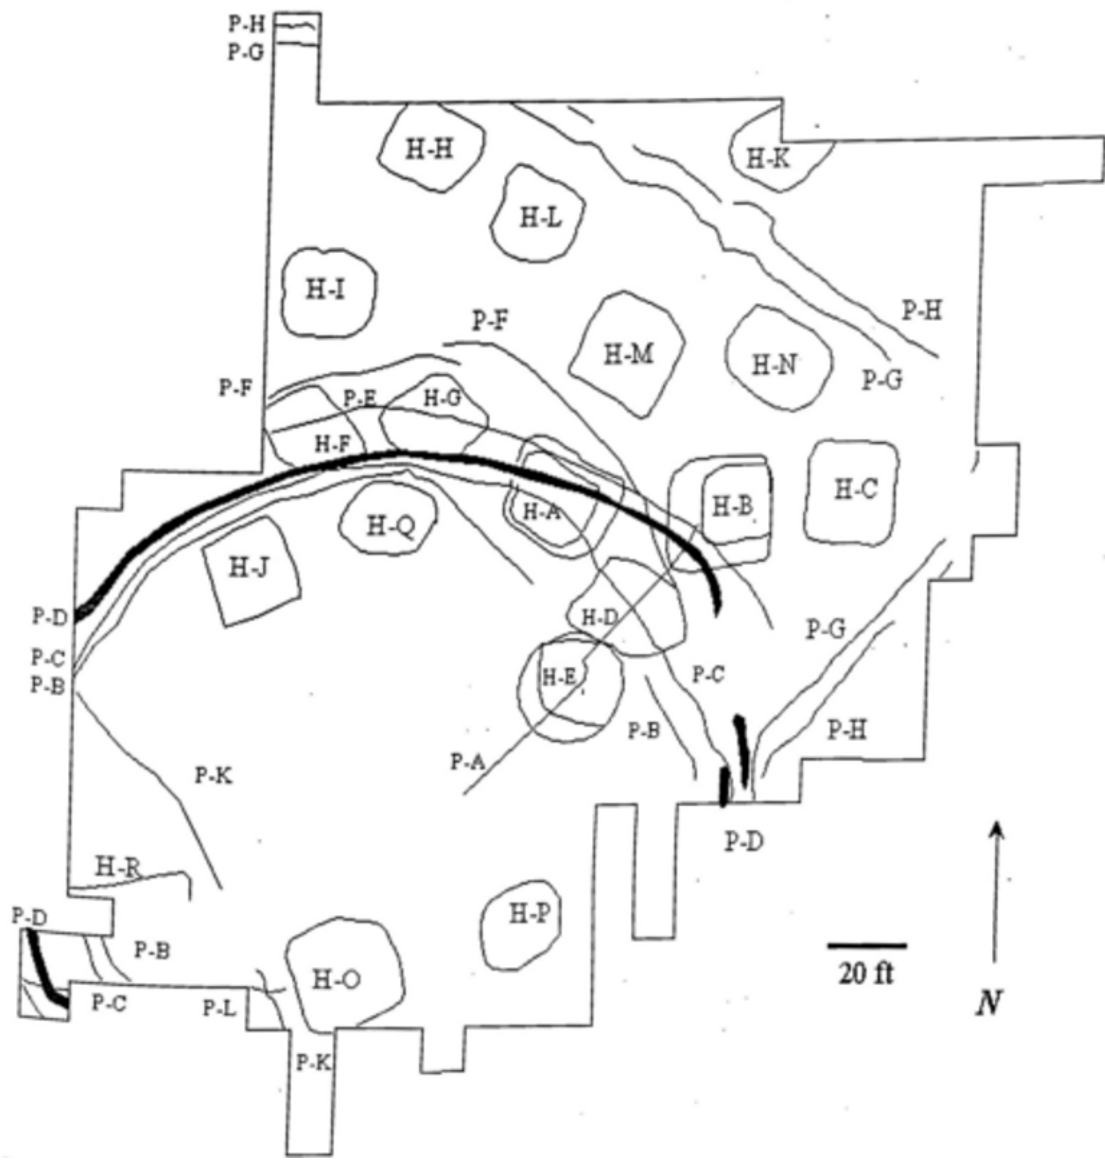 P-H
P-G
H-H
H-K
H-L
H-I
P-H
P-F
H-M
H-N
P-G
P-F
P-E
H-G
H-F
H-C
H-B
H-A
H-Q
H-J
P-D
H-D
P-G
P-C
P-B
H-E
P-C
P-B
P-H
P-A
P-K
P-D
H-R
P-D
H-P
P-B
20 ft
H-O
P-C
P-L
N
P-K